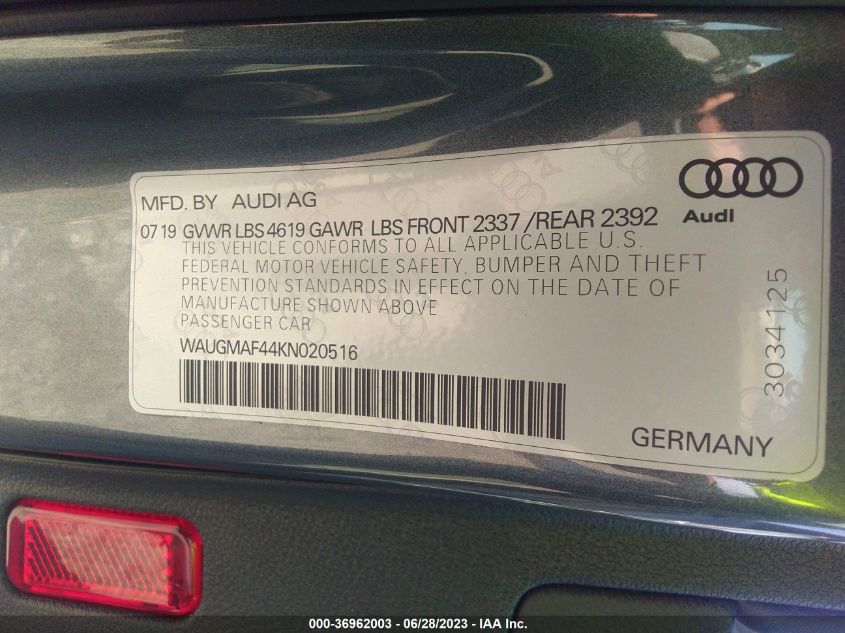 MFD. BY AUDI AG
Audi
07 19 GVWR LBS 4619 GAWR LBS FRONT 2337 / REAR 2392
THIS VEHICLE CONFORMS TO ALL APPLICABLE U.S.
FEDERAL MOTOR VEHICLE SAFETY, BUMPER AND THEFT
PREVENTION STANDARDS IN EFFECT ON THE DATE OF
MANUFACTURE SHOWN ABOVE
PASSENGER CAR
WAUGMAF44KN020516
3034125
GERMANY
000-36962003 / 06/28/2023 - IAA Inc.